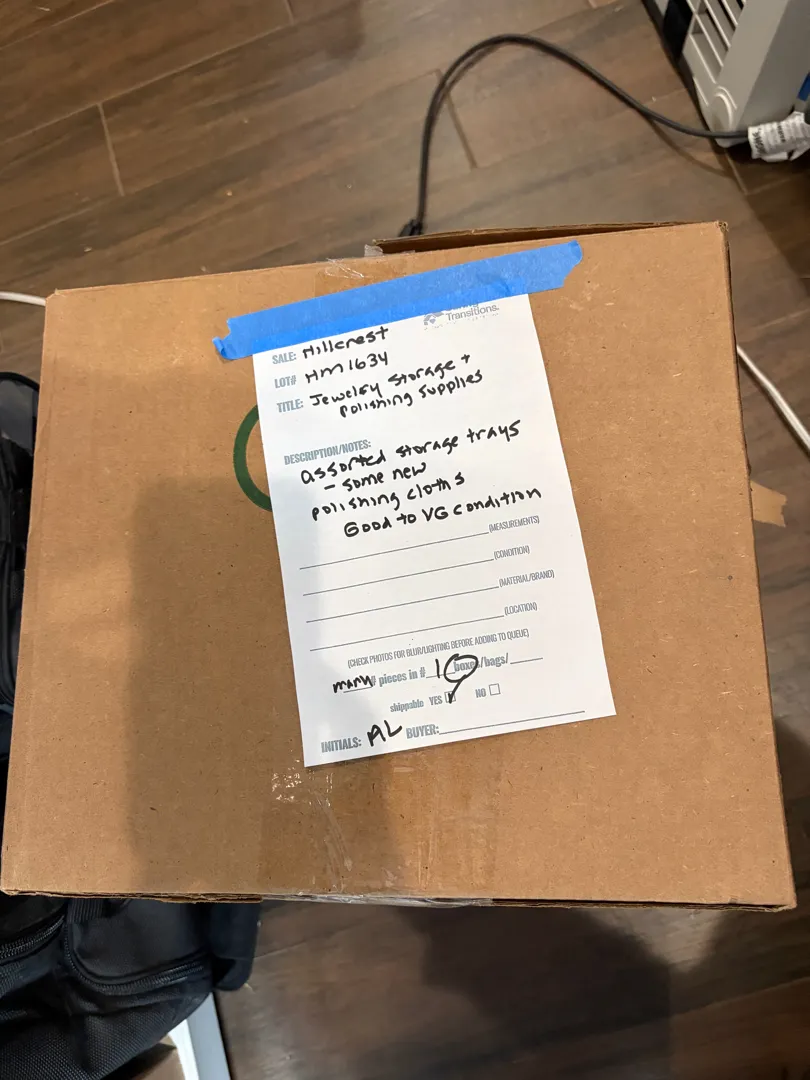 Transitions.
SALE: Hillcrest
LOT# HM1634
TITLE: Jewelry storage +
polishing supplies
DESCRIPTION/NOTES:
assorted storage trays
- some new
polishing cloths
Good to VG condition
(MEASUREMENTS)
(CONDITION)
(MATERIAL/BRAND)
(LOCATION)
(CHECK PHOTOS FOR BLUR/LIGHTING BEFORE ADDING TO QUEUE)
many # pieces in # 1 boxes/bags/
shippable YES NO
INITIALS: AL BUYER: